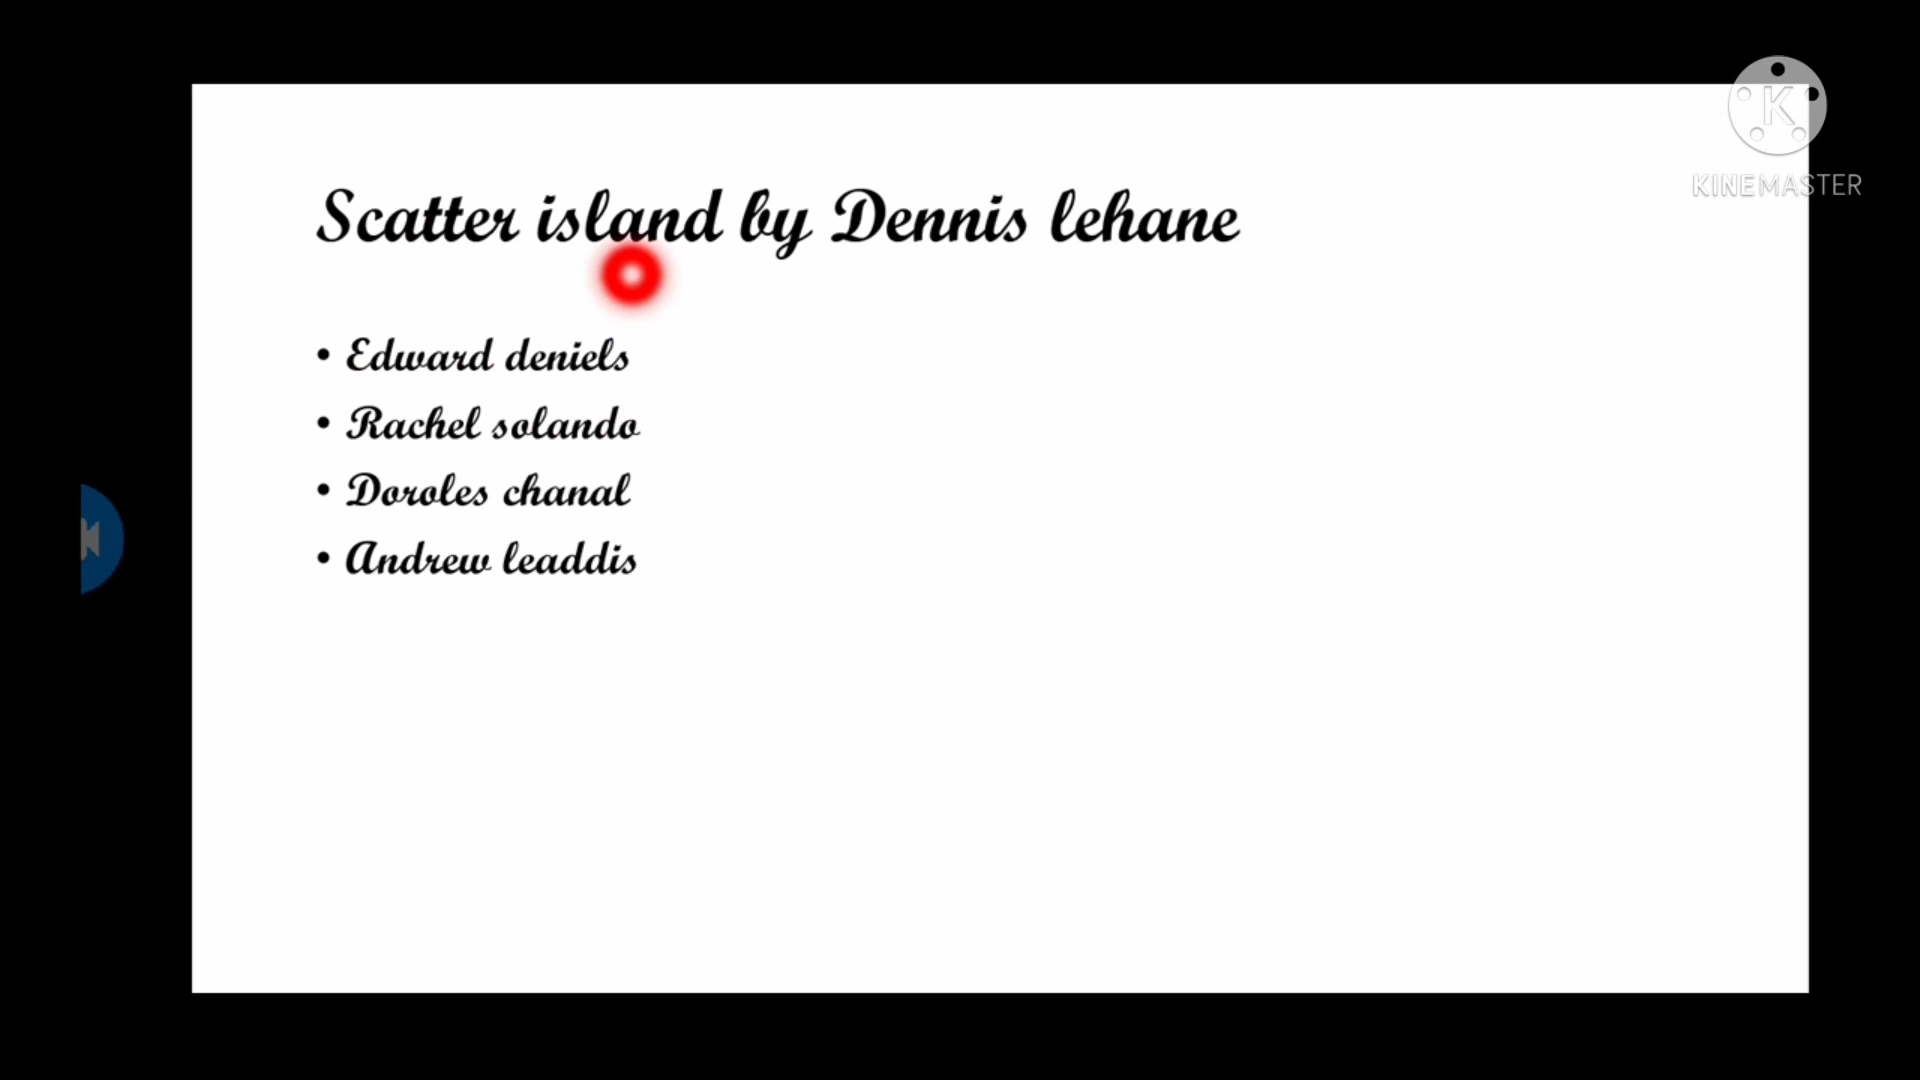 Scatter island by Dennis lehane
• Edward deniels
• Rachel solando
• Doroles chanal
• Andrew leaddis
K
KINEMASTER